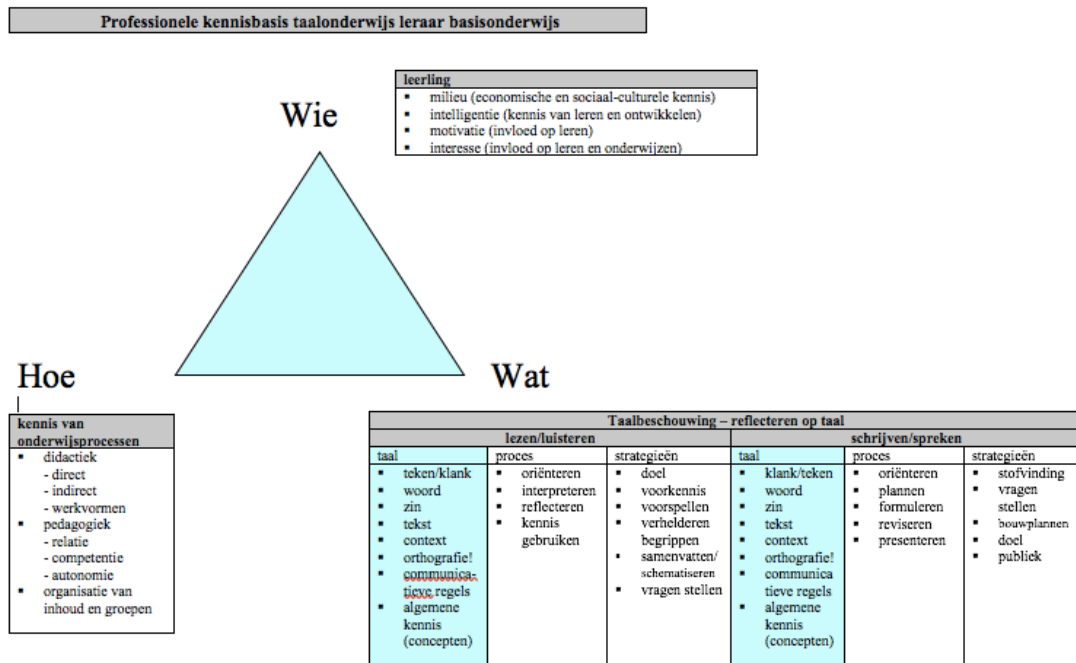 Professionele kennisbasis taalonderwijs leraar basisonderwijs
leerling
▪ milieu (economische en sociaal-culturele kennis)
▪ intelligentie (kennis van leren en ontwikkelen)
▪ motivatie (invloed op leren)
▪ interesse (invloed op leren en onderwijzen)
Wie
Hoe
Wat
kennis van
onderwijsprocessen
▪ didactiek
- direct
- indirect
- werkvormen
▪ pedagogiek
- relatie
- competentie
- autonomie
▪ organisatie van
inhoud en groepen
Taalbeschouwing – reflecteren op taal
lezen/luisteren
taal
▪ teken/klank
▪ woord
▪ zin
▪ tekst
▪ context
▪ orthografie!
▪ communica-
tieve regels
▪ algemene
kennis
(concepten)
proces
▪ oriënteren
▪ interpreteren
▪ reflecteren
▪ kennis
gebruiken
strategieën
▪ doel
▪ voorkennis
▪ voorspellen
▪ verhelderen
begrippen
▪ samenvatten/
schematiseren
▪ vragen stellen
schrijven/spreken
taal
▪ klank/teken
▪ woord
▪ zin
▪ tekst
▪ context
▪ orthografie!
▪ communica
tieve regels
▪ algemene
kennis
(concepten)
proces
▪ oriënteren
▪ plannen
▪ formuleren
▪ reviseren
▪ presenteren
strategieën
▪ stofvinding
▪ vragen
stellen
▪ bouwplannen
▪ doel
▪ publiek